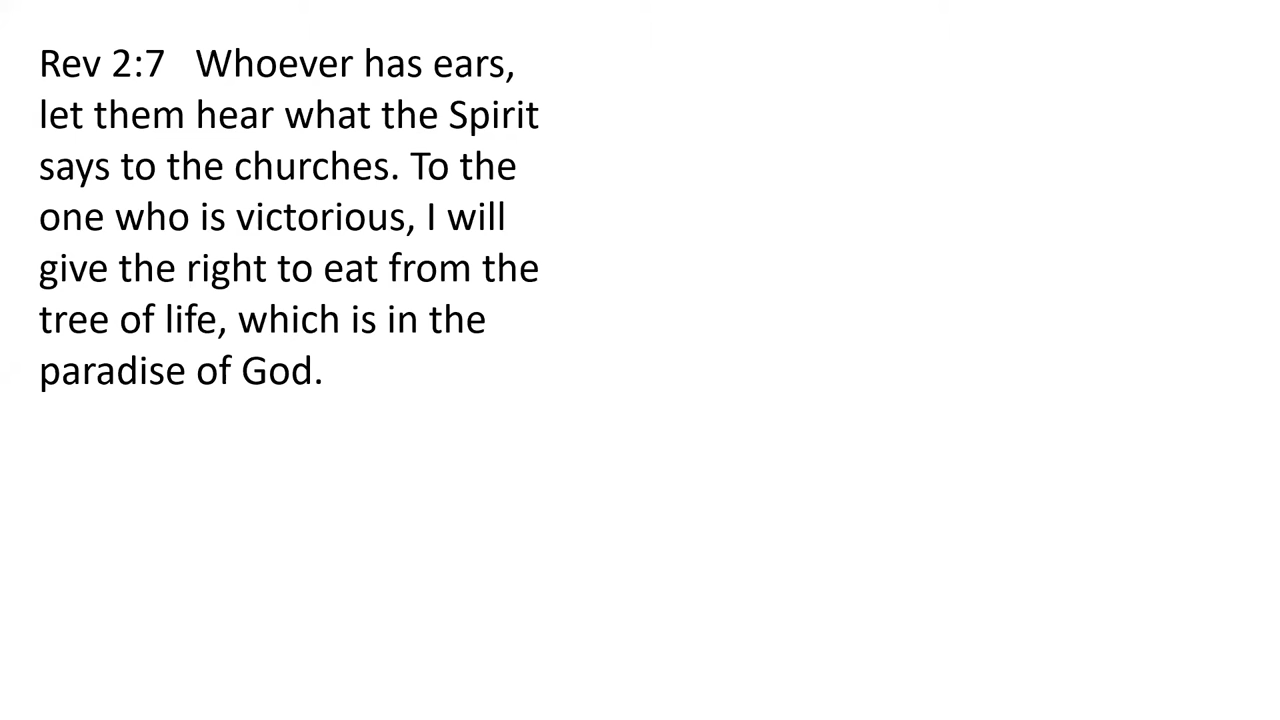 Rev 2:7   Whoever has ears,
let them hear what the Spirit
says to the churches. To the
one who is victorious, I will
give the right to eat from the
tree of life, which is in the
paradise of God.